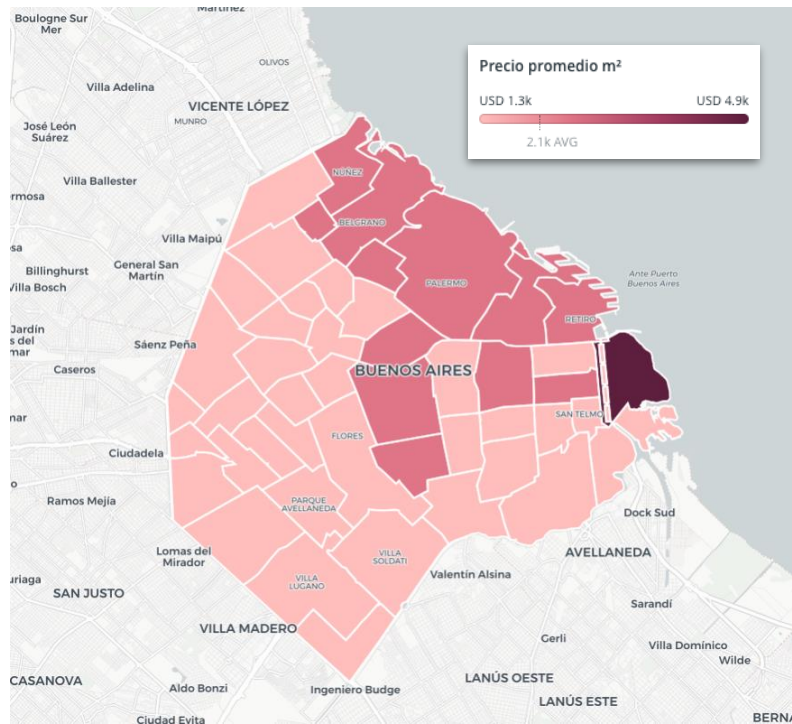 Martínez
Boulogne Sur
Mer
OLIVOS
Villa Adelina
VICENTE LÓPEZ
MUNRO
José León
Suárez
Villa Ballester
Villa Maipú
Billinghurst
General San
Martín
Villa Bosch
Jardín
Sáenz Peña
Caseros
Ciudadela
Ramos Mejía
Lomas del
Mirador
SAN JUSTO
VILLA MADERO
CASANOVA
Aldo Bonzi
Ciudad Evita
Ingeniero Budge
Precio promedio m²
USD 1.3k
USD 4.9k
2.1k AVG
NÚÑEZ
BELGRANO
PALERMO
RETIRO
Ante Puerto
Buenos Aires
BUENOS AIRES
SAN TELMO
FLORES
PARQUE
AVELLANEDA
VILLA
SOLDATI
VILLA
LUGANO
Dock Sud
AVELLANEDA
Valentín Alsina
Sarandí
Gerli
Villa Domínico
Wilde
LANÚS OESTE
LANÚS ESTE